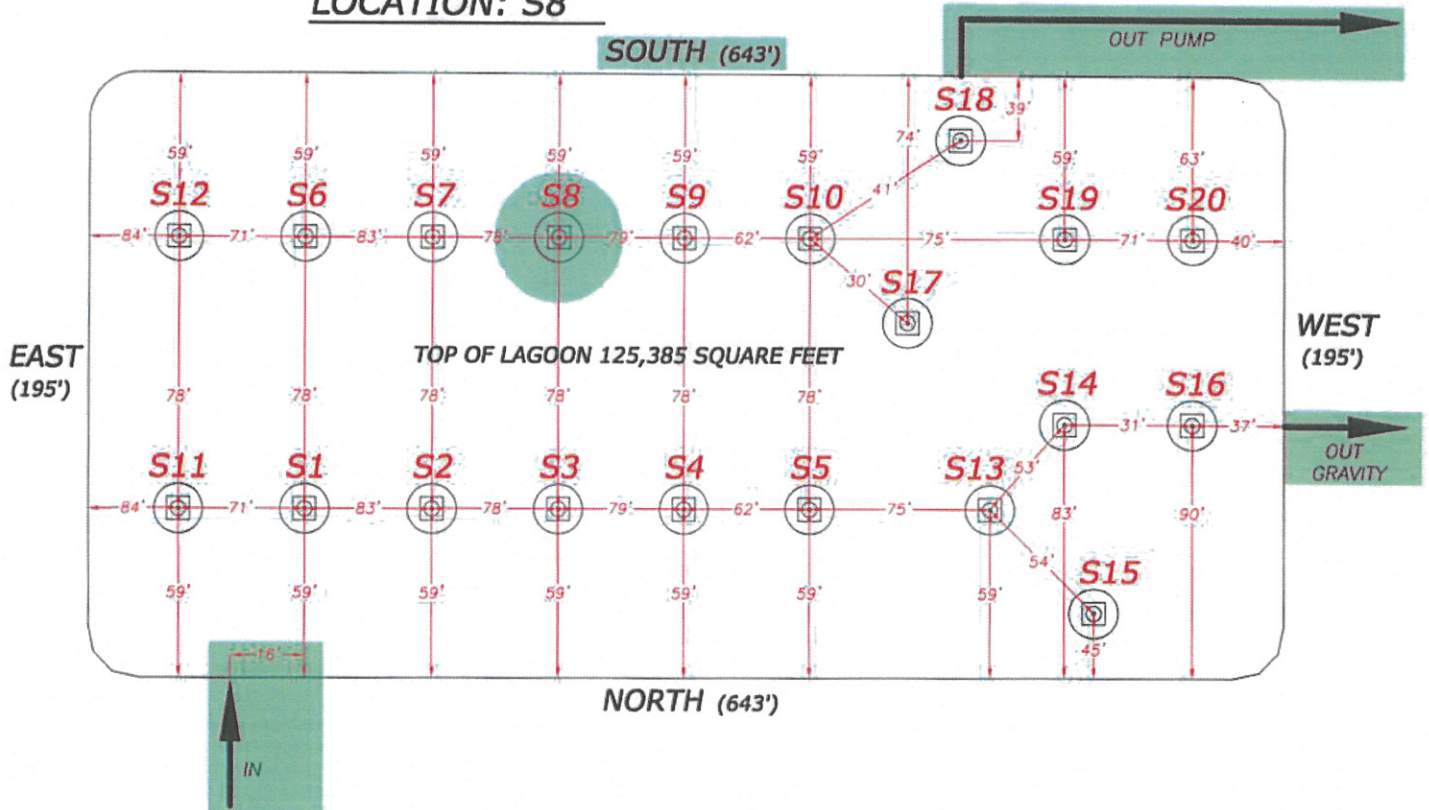 LOCATION: S8
OUT PUMP
SOUTH (643')
S18
39'
74'
59' 59' 59' 59' 59' 59' 59' 63'
S12 S6 S7 S8 S9 S10 41' S19 S20
84' 71' 83' 78' 79' 62' 75' 71' 40'
30' S17
EAST
(195')
TOP OF LAGOON 125,385 SQUARE FEET
WEST
(195')
78' 78' 78' 78' 78' 78'
S14 S16
31' 37'
OUT
GRAVITY
S11 S1 S2 S3 S4 S5 S13 53'
84' 71' 83' 78' 79' 62' 75' 83' 90'
54' S15
59' 59' 59' 59' 59' 59' 59'
45'
16'
NORTH (643')
IN